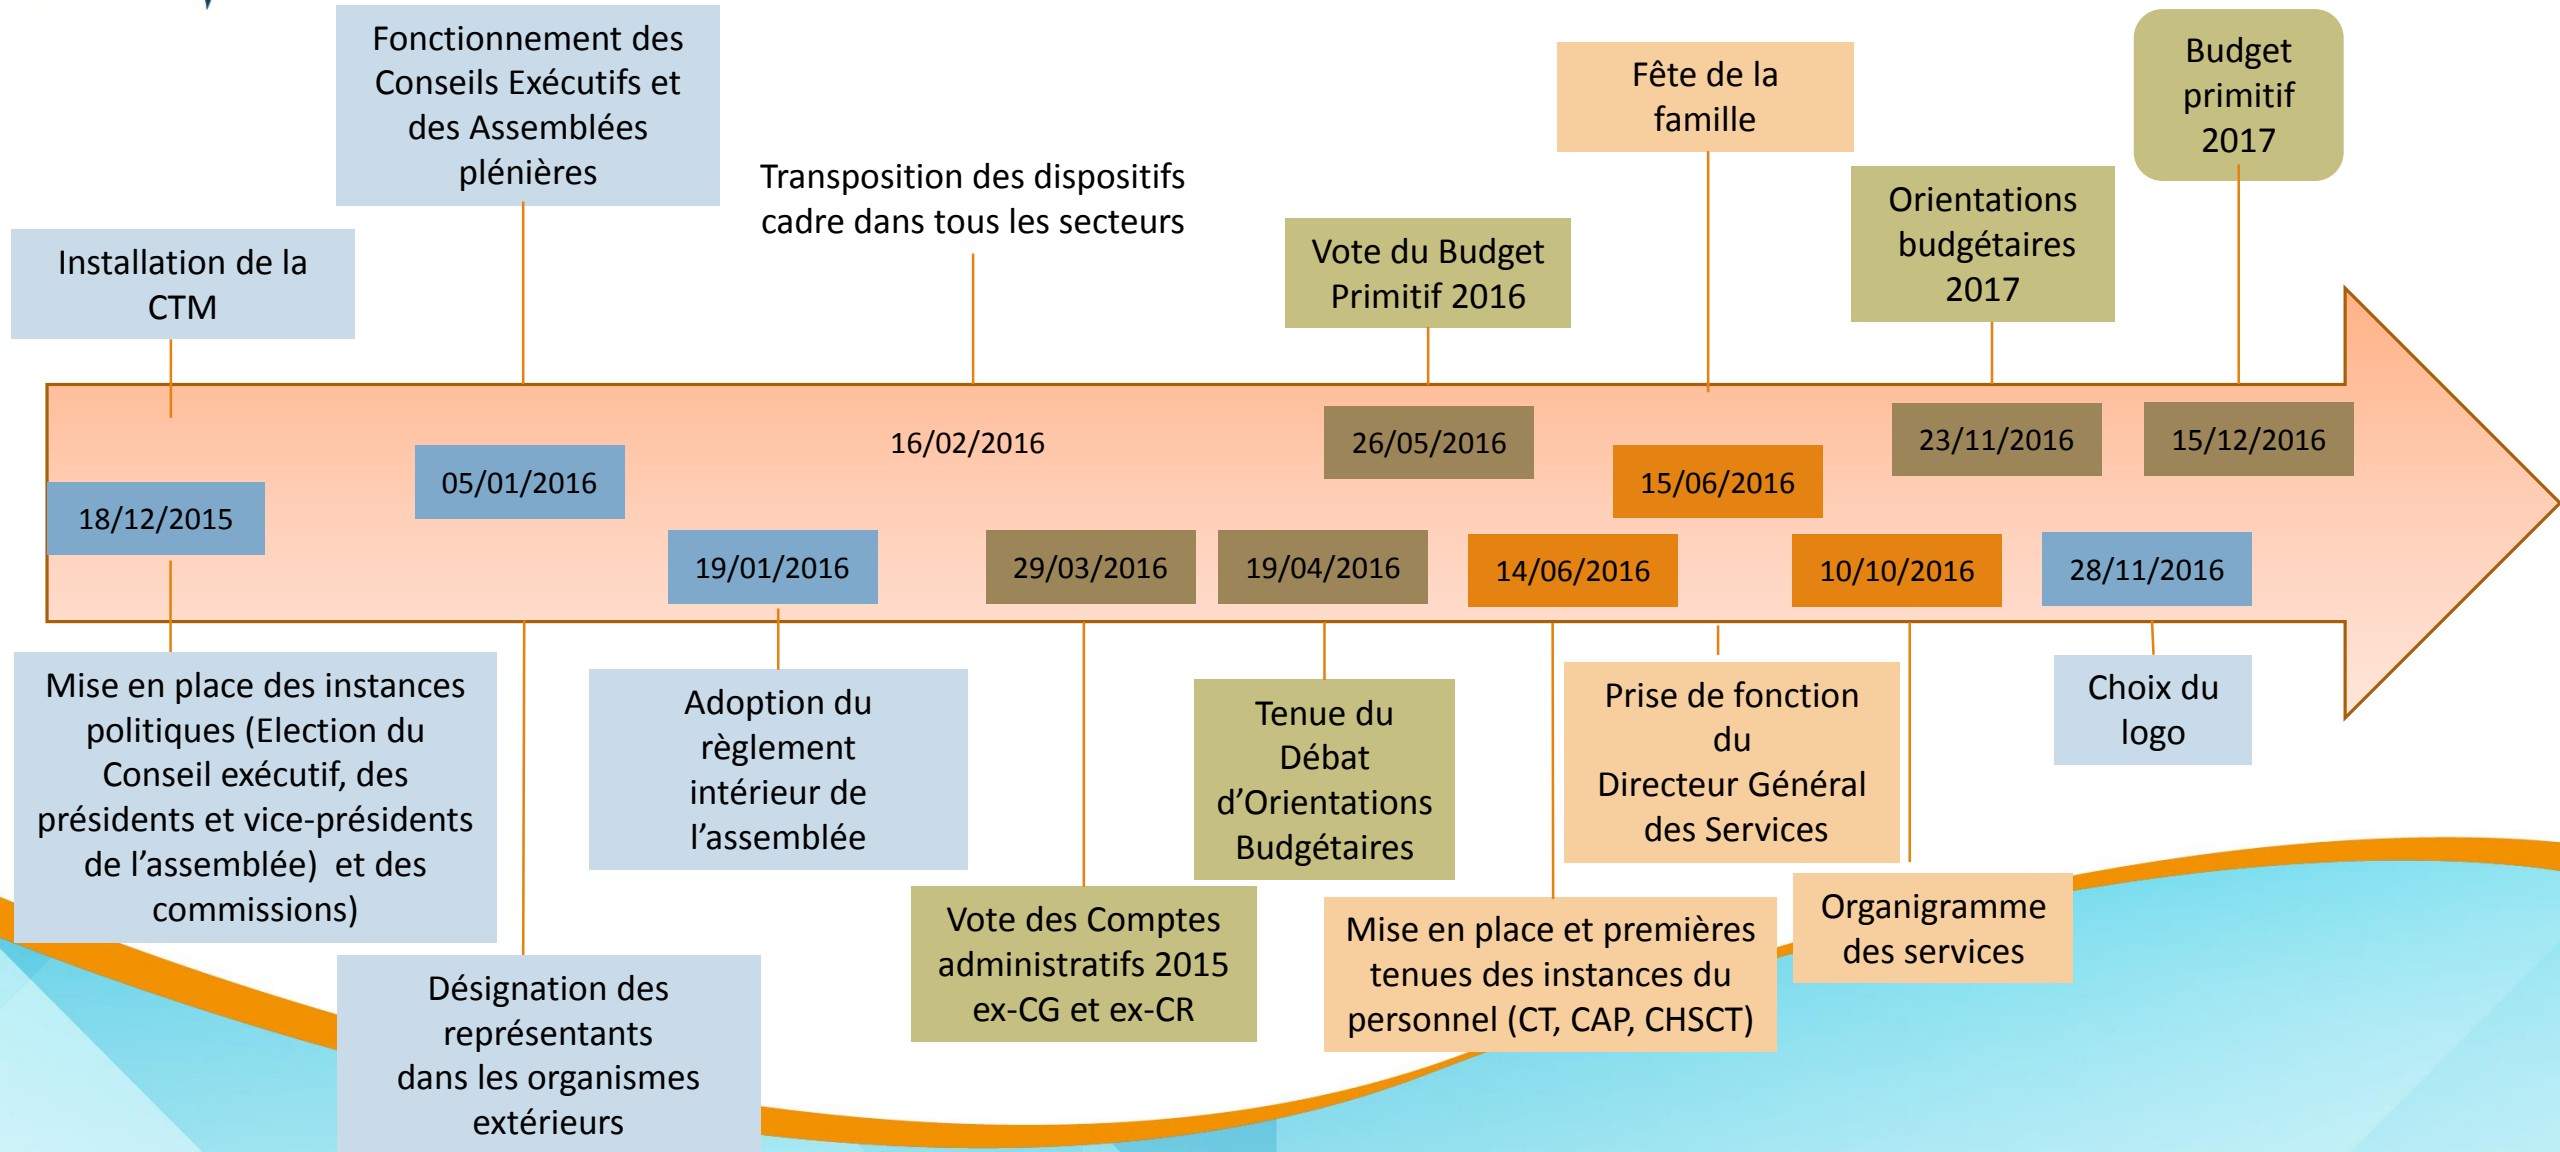 Fonctionnement des
Conseils Exécutifs et
des Assemblées
plénières
Fête de la
famille
Budget
primitif
2017
Transposition des dispositifs
cadre dans tous les secteurs
Orientations
budgétaires
2017
Installation de la
CTM
Vote du Budget
Primitif 2016
18/12/2015
05/01/2016
19/01/2016
16/02/2016
29/03/2016
19/04/2016
26/05/2016
14/06/2016
15/06/2016
10/10/2016
23/11/2016
28/11/2016
15/12/2016
Mise en place des instances
politiques (Election du
Conseil exécutif, des
présidents et vice-présidents
de l’assemblée)  et des
commissions)
Désignation des
représentants
dans les organismes
extérieurs
Adoption du
règlement
intérieur de
l’assemblée
Vote des Comptes
administratifs 2015
ex-CG et ex-CR
Tenue du
Débat
d’Orientations
Budgétaires
Mise en place et premières
tenues des instances du
personnel (CT, CAP, CHSCT)
Prise de fonction
du
Directeur Général
des Services
Organigramme
des services
Choix du
logo